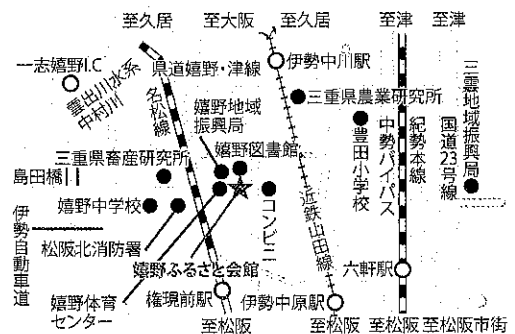 至久居
至大阪
至久居
至津
至津
一志嬉野I.C
雲出川水系
中村川
県道嬉野・津線
名松線
伊勢中川駅
三重県農業研究所
嬉野地域
振興局
嬉野図書館
豊田小学校
中勢バイパス
紀勢本線
国道23号線
三雲地域振興局
三重県畜産研究所
島田橋
嬉野中学校
伊勢自動車道
松阪北消防署
コンビニ
近鉄山田線
嬉野ふるさと会館
嬉野体育
センター
権現前駅
伊勢中原駅
六軒駅
至松阪
至松阪
至松阪
至松阪市街